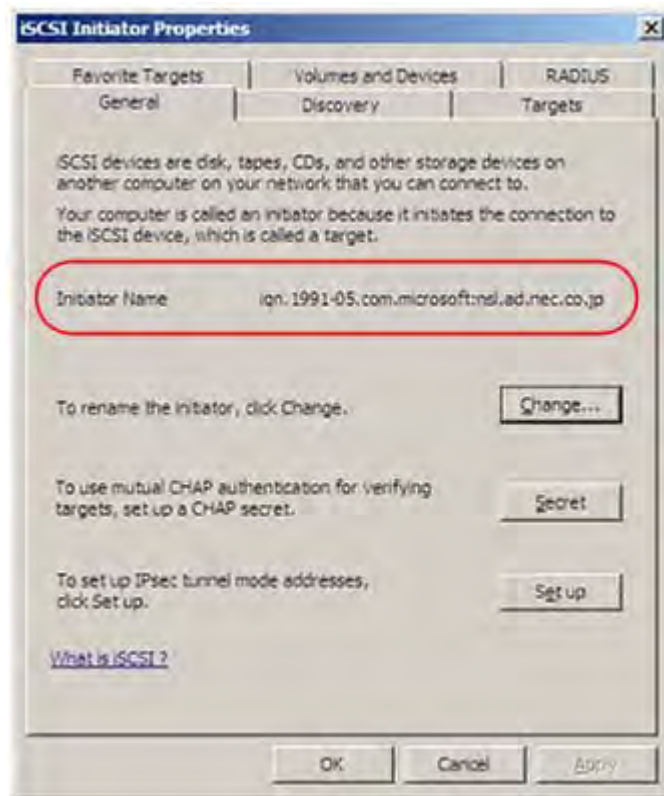 iSCSI Initiator Properties
Favorite Targets
Volumes and Devices
RADIUS
General
Discovery
Targets
iSCSI devices are disk, tapes, CDs, and other storage devices on
another computer on your network that you can connect to.
Your computer is called an initiator because it initiates the connection to
the iSCSI device, which is called a target.
Initiator Name
iqn.1991-05.com.microsoft:nsl.ad.nec.co.jp
To rename the initiator, click Change.
Change...
To use mutual CHAP authentication for verifying
targets, set up a CHAP secret.
Secret
To set up IPsec tunnel mode addresses,
click Set up.
Set up
What is iSCSI?
OK
Cancel
Apply